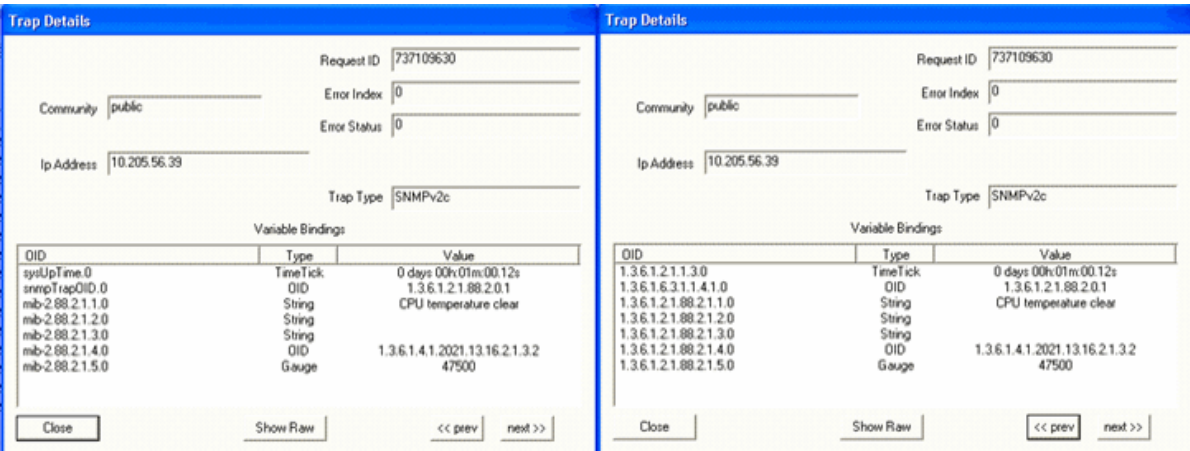 Trap Details
Request ID 737109630
Error Index 0
Community public
Error Status 0
Ip Address 10.205.56.39
Trap Type SNMPv2c
Variable Bindings
OID Type Value
sysUpTime.0 TimeTick 0 days 00h:01m:00.12s
snmpTrapOID.0 OID 1.3.6.1.2.1.88.2.0.1
mib-2.88.2.1.1.0 String CPU temperature clear
mib-2.88.2.1.2.0 String
mib-2.88.2.1.3.0 String
mib-2.88.2.1.4.0 OID 1.3.6.1.4.1.2021.13.16.2.1.3.2
mib-2.88.2.1.5.0 Gauge 47500
Close Show Raw << prev next >>
Trap Details
Request ID 737109630
Error Index 0
Community public
Error Status 0
Ip Address 10.205.56.39
Trap Type SNMPv2c
Variable Bindings
OID Type Value
1.3.6.1.2.1.1.3.0 TimeTick 0 days 00h:01m:00.12s
1.3.6.1.6.3.1.1.4.1.0 OID 1.3.6.1.2.1.88.2.0.1
1.3.6.1.2.1.88.2.1.1.0 String CPU temperature clear
1.3.6.1.2.1.88.2.1.2.0 String
1.3.6.1.2.1.88.2.1.3.0 String
1.3.6.1.2.1.88.2.1.4.0 OID 1.3.6.1.4.1.2021.13.16.2.1.3.2
1.3.6.1.2.1.88.2.1.5.0 Gauge 47500
Close Show Raw << prev next >>